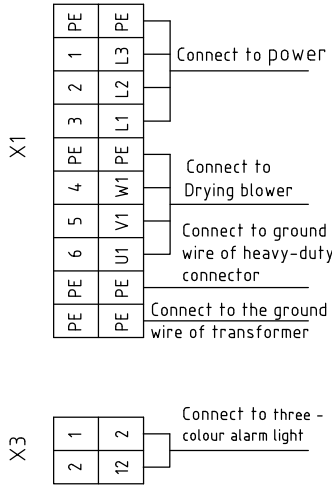 X1
PE PE
1 L3
2 L2
3 L1
PE PE
4 W1
5 V1
6 U1
PE PE
PE PE
Connect to power
Connect to
Drying blower
Connect to ground
wire of heavy-duty
connector
Connect to the ground
wire of transformer
X3
1 2
2 12
Connect to three -
colour alarm light